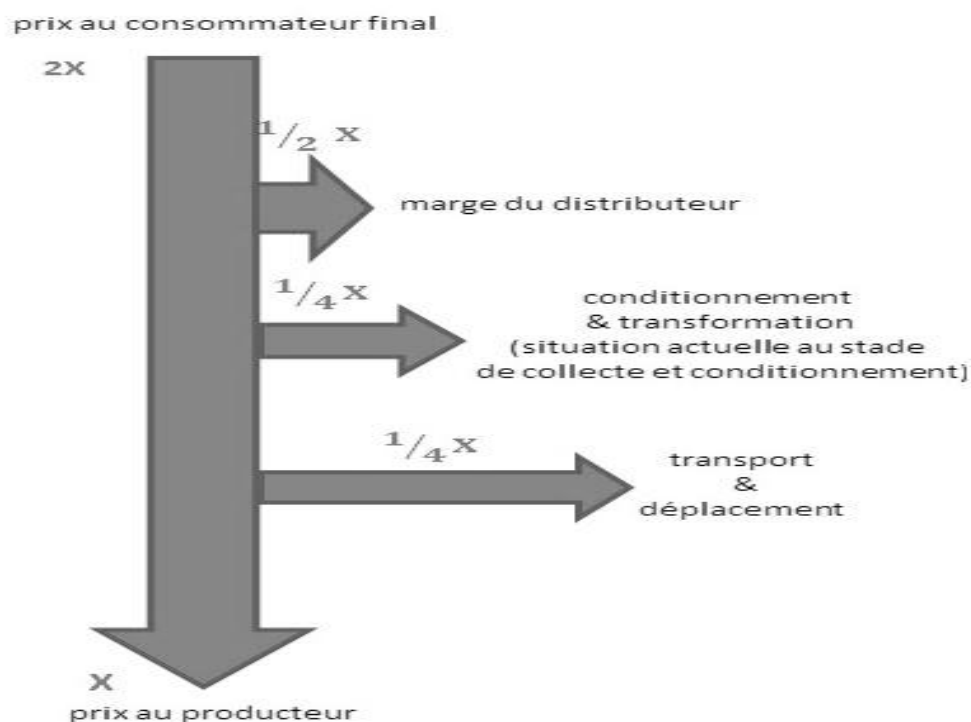 prix au consommateur final
2X
1/2 X
marge du distributeur
1/4 X
conditionnement
& transformation
(situation actuelle au stade
de collecte et conditionnement)
1/4 X
transport
&
déplacement
X
prix au producteur